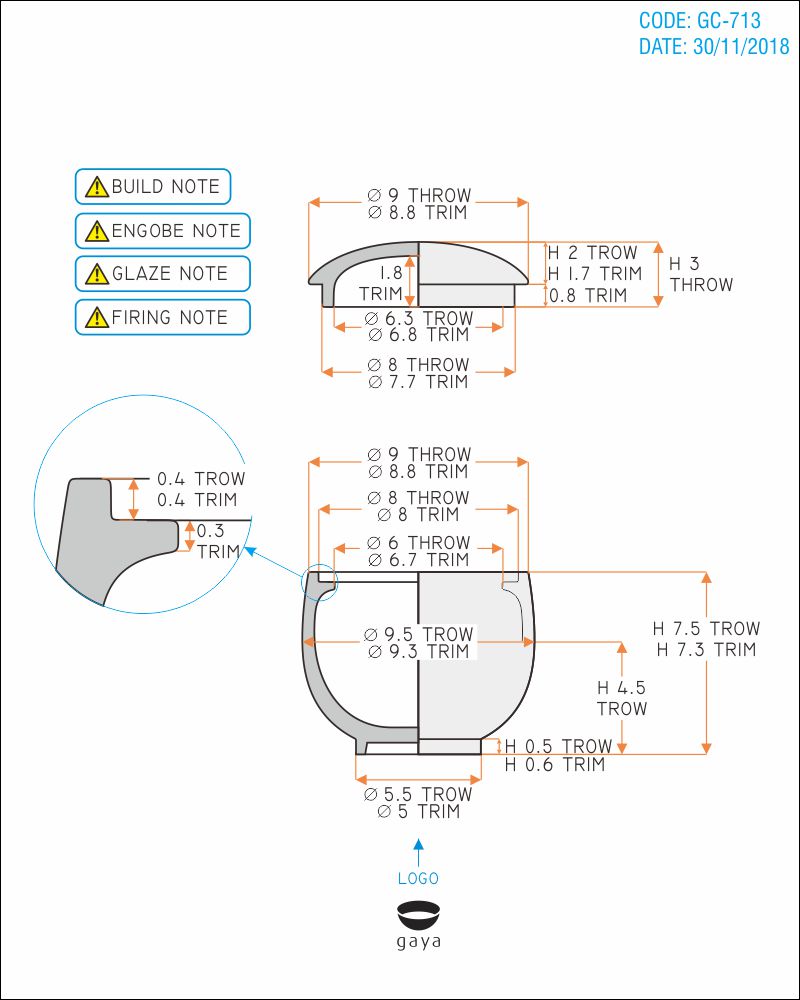 CODE: GC-713
DATE: 30/11/2018
BUILD NOTE
ENGOBE NOTE
GLAZE NOTE
FIRING NOTE
Ø 9 THROW
Ø 8.8 TRIM
H 2 TROW
H 1.7 TRIM
0.8 TRIM
H 3
THROW
1.8
TRIM
Ø 6.3 TROW
Ø 6.8 TRIM
Ø 8 THROW
Ø 7.7 TRIM
0.4 TROW
0.4 TRIM
0.3
TRIM
Ø 9 THROW
Ø 8.8 TRIM
Ø 8 THROW
Ø 8 TRIM
Ø 6 THROW
Ø 6.7 TRIM
Ø 9.5 TROW
Ø 9.3 TRIM
H 7.5 TROW
H 7.3 TRIM
H 4.5
TROW
H 0.5 TROW
H 0.6 TRIM
Ø 5.5 TROW
Ø 5 TRIM
LOGO
gaya